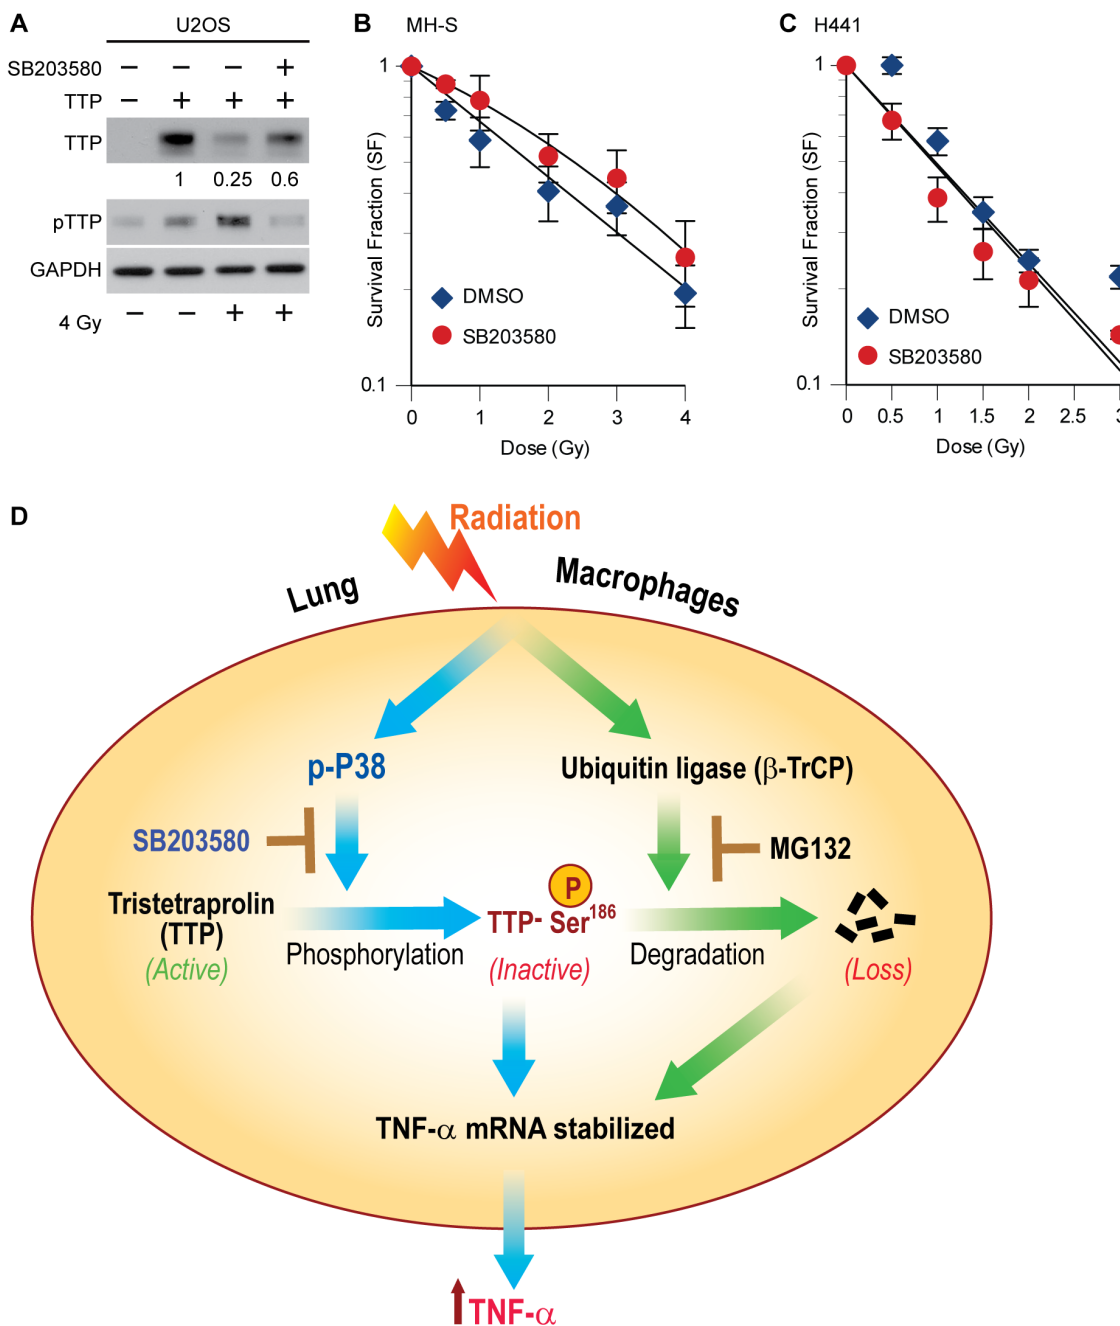 A
U2OS
SB203580 − − − +
TTP − + + +
TTP
1 0.25 0.6
pTTP
GAPDH
4 Gy − − + +
B MH-S
Survival Fraction (SF)
1
0.1
DMSO
SB203580
0 1 2 3 4
Dose (Gy)
C H441
Survival Fraction (SF)
1
0.1
DMSO
SB203580
0 0.5 1 1.5 2 2.5
Dose (Gy)
D
Radiation
Lung Macrophages
p-P38
Ubiquitin ligase (β-TrCP)
SB203580
MG132
Tristetraprolin
(TTP)
(Active)
Phosphorylation
P
TTP- Ser186
(Inactive)
Degradation
(Loss)
TNF-α mRNA stabilized
TNF-α